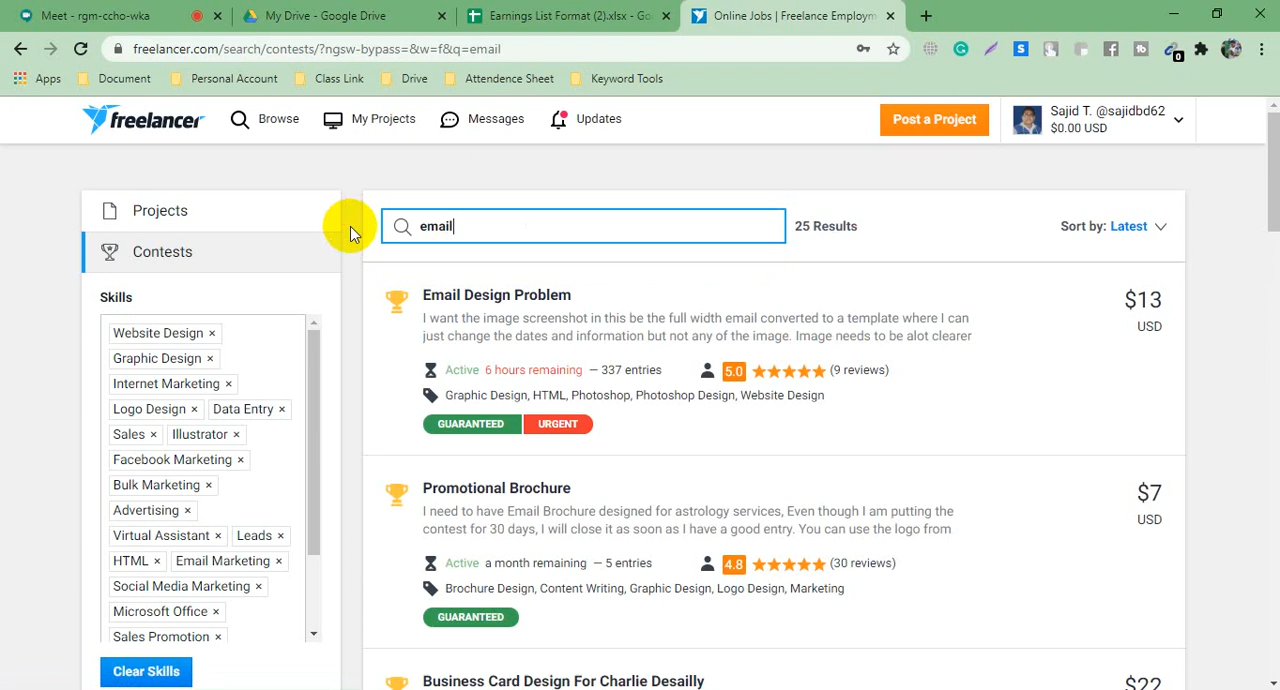 Meet - rgm-ccho-wka
My Drive - Google Drive
Earnings List Format (2).xlsx - Go
Online Jobs | Freelance Employm
freelancer.com/search/contests/?ngsw-bypass=&w=f&q=email
0
Apps
Document
Personal Account
Class Link
Drive
Attendence Sheet
Keyword Tools
freelancer
Browse
My Projects
Messages
Updates
Post a Project
Sajid T. @sajidbd62
$0.00 USD
Projects
Contests
Skills
Website Design ×
Graphic Design ×
Internet Marketing ×
Logo Design × Data Entry ×
Sales × Illustrator ×
Facebook Marketing ×
Bulk Marketing ×
Advertising ×
Virtual Assistant × Leads ×
HTML × Email Marketing ×
Social Media Marketing ×
Microsoft Office ×
Sales Promotion ×
Clear Skills
email
25 Results
Sort by: Latest
Email Design Problem
$13
USD
I want the image screenshot in this be the full width email converted to a template where I can
just change the dates and information but not any of the image. Image needs to be alot clearer
Active 6 hours remaining — 337 entries
5.0 (9 reviews)
Graphic Design, HTML, Photoshop, Photoshop Design, Website Design
GUARANTEED URGENT
Promotional Brochure
$7
USD
I need to have Email Brochure designed for astrology services, Even though I am putting the
contest for 30 days, I will close it as soon as I have a good entry. You can use the logo from
Active a month remaining — 5 entries
4.8 (30 reviews)
Brochure Design, Content Writing, Graphic Design, Logo Design, Marketing
GUARANTEED
Business Card Design For Charlie Desailly
$22